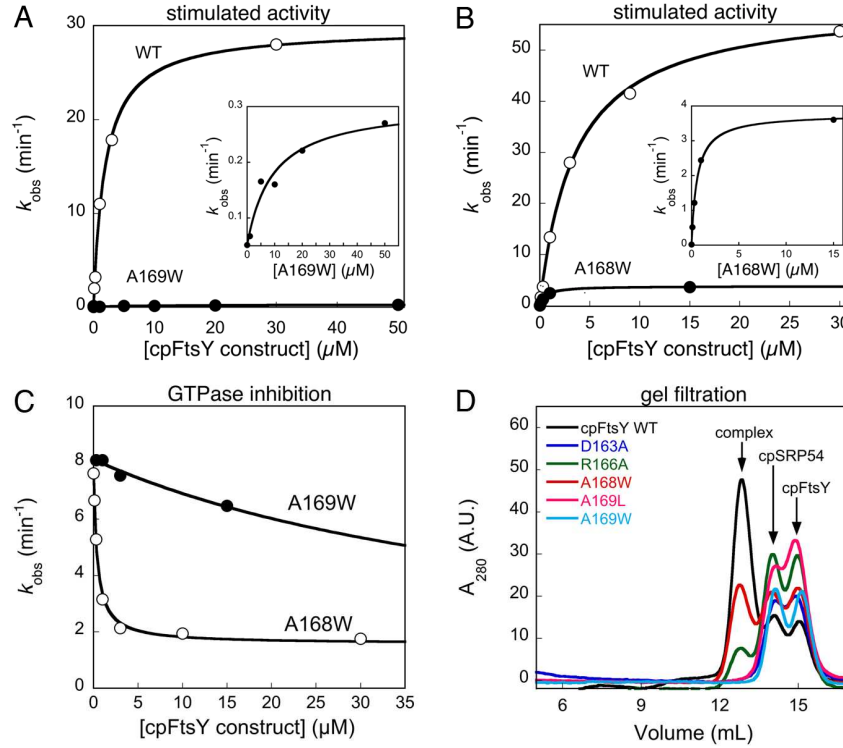 A
stimulated activity
30
20
10
0
k obs (min⁻¹)
WT
A169W
0.3
0.2
0.1
k obs (min⁻¹)
0 10 20 30 40 50
[A169W] (µM)
0 10 20 30 40 50
[cpFtsY construct] (µM)
B
stimulated activity
50
40
30
20
10
0
k obs (min⁻¹)
WT
A168W
4
3
2
1
0
k obs (min⁻¹)
0 5 10 15
[A168W] (µM)
0 5 10 15 20 25 30
[cpFtsY construct] (µM)
C
GTPase inhibition
10
8
6
4
2
0
k obs (min⁻¹)
A169W
A168W
0 5 10 15 20 25 30 35
[cpFtsY construct] (µM)
D
gel filtration
60
50
40
30
20
10
0
A280 (A.U.)
cpFtsY WT
D163A
R166A
A168W
A169L
A169W
complex
cpSRP54
cpFtsY
6 9 12 15
Volume (mL)